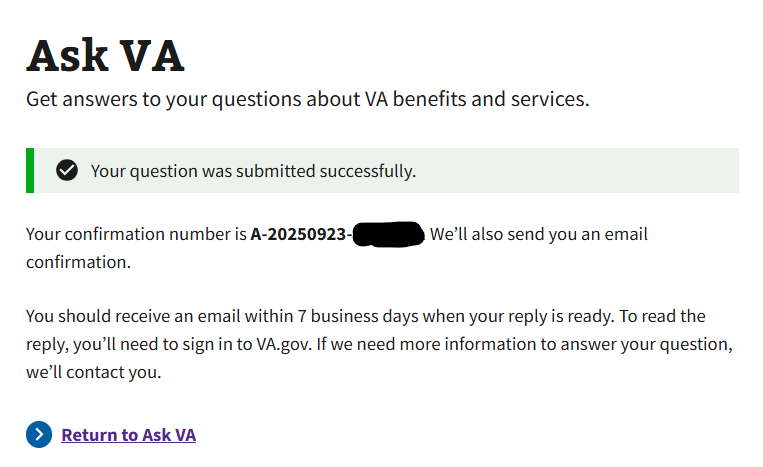 Ask VA
Get answers to your questions about VA benefits and services.
Your question was submitted successfully.
Your confirmation number is A-20250923- We’ll also send you an email
confirmation.
You should receive an email within 7 business days when your reply is ready. To read the
reply, you’ll need to sign in to VA.gov. If we need more information to answer your question,
we’ll contact you.
Return to Ask VA